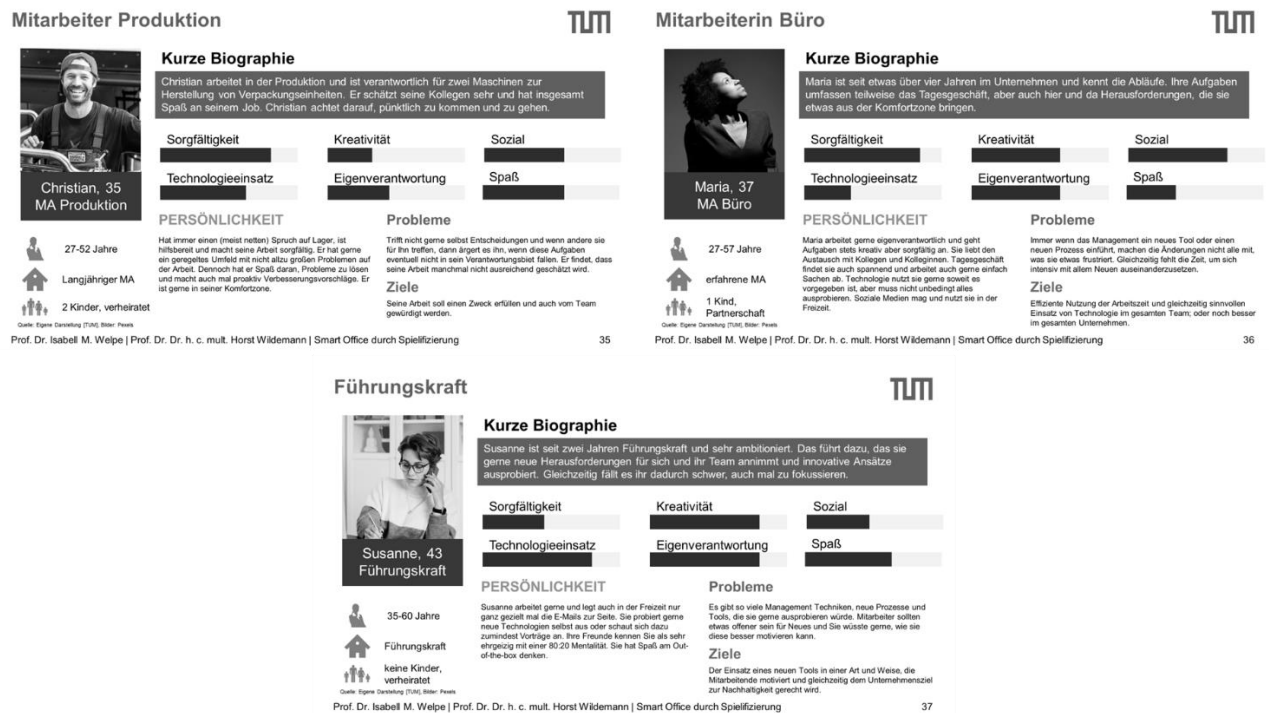 Mitarbeiter Produktion
TUM
Kurze Biographie
Christian arbeitet in der Produktion und ist verantwortlich für zwei Maschinen zur
Herstellung von Verpackungseinheiten. Er schätzt seine Kollegen sehr und hat insgesamt
Spaß an seinem Job. Christian achtet darauf, pünktlich zu kommen und zu gehen.
Sorgfältigkeit
Kreativität
Sozial
Technologieeinsatz
Eigenverantwortung
Spaß
Christian, 35
MA Produktion
27-52 Jahre
Langjähriger MA
2 Kinder, verheiratet
PERSÖNLICHKEIT
Hat immer einen (meist netten) Spruch auf Lager, ist
hilfsbereit und macht seine Arbeit sorgfältig. Er hat gerne
ein geregeltes Umfeld mit nicht allzu großen Problemen auf
der Arbeit. Dennoch hat er Spaß daran, Probleme zu lösen
und macht auch mal proaktiv Verbesserungsvorschläge. Er
ist gerne in seiner Komfortzone.
Probleme
Trifft nicht gerne selbst Entscheidungen und wenn andere sie
für Ihn treffen, dann ärgert es ihn, wenn diese Aufgaben
eventuell nicht in sein Verantwortungsbiet fallen. Er findet, dass
seine Arbeit manchmal nicht ausreichend geschätzt wird.
Ziele
Seine Arbeit soll einen Zweck erfüllen und auch vom Team
gewürdigt werden.
Quelle: Eigene Darstellung [TUM], Bilder: Pexels
Prof. Dr. Isabell M. Welpe | Prof. Dr. Dr. h. c. mult. Horst Wildemann | Smart Office durch Spielifizierung
35
Mitarbeiterin Büro
TUM
Kurze Biographie
Maria ist seit etwas über vier Jahren im Unternehmen und kennt die Abläufe. Ihre Aufgaben
umfassen teilweise das Tagesgeschäft, aber auch hier und da Herausforderungen, die sie
etwas aus der Komfortzone bringen.
Sorgfältigkeit
Kreativität
Sozial
Technologieeinsatz
Eigenverantwortung
Spaß
Maria, 37
MA Büro
27-57 Jahre
erfahrene MA
1 Kind,
Partnerschaft
PERSÖNLICHKEIT
Maria arbeitet gerne eigenverantwortlich und geht
Aufgaben stets kreativ aber sorgfältig an. Sie liebt den
Austausch mit Kollegen und Kolleginnen. Tagesgeschäft
findet sie auch spannend und arbeitet auch gerne einfach
Sachen ab. Technologie nutzt sie gerne soweit es
vorgegeben ist, aber muss nicht unbedingt alles
ausprobieren. Soziale Medien mag und nutzt sie in der
Freizeit.
Probleme
Immer wenn das Management ein neues Tool oder einen
neuen Prozess einführt, machen die Änderungen nicht alle mit,
was sie etwas frustriert. Gleichzeitig fehlt die Zeit, um sich
intensiv mit allem Neuen auseinanderzusetzen.
Ziele
Effiziente Nutzung der Arbeitszeit und gleichzeitig sinnvollen
Einsatz von Technologie im gesamten Team; oder noch besser
im gesamten Unternehmen.
Quelle: Eigene Darstellung [TUM], Bilder: Pexels
Prof. Dr. Isabell M. Welpe | Prof. Dr. Dr. h. c. mult. Horst Wildemann | Smart Office durch Spielifizierung
36
Führungskraft
TUM
Kurze Biographie
Susanne ist seit zwei Jahren Führungskraft und sehr ambitioniert. Das führt dazu, das sie
gerne neue Herausforderungen für sich und ihr Team annimmt und innovative Ansätze
ausprobiert. Gleichzeitig fällt es ihr dadurch schwer, auch mal zu fokussieren.
Sorgfältigkeit
Kreativität
Sozial
Technologieeinsatz
Eigenverantwortung
Spaß
Susanne, 43
Führungskraft
35-60 Jahre
Führungskraft
keine Kinder,
verheiratet
PERSÖNLICHKEIT
Susanne arbeitet gerne und legt auch in der Freizeit nur
ganz gezielt mal die E-Mails zur Seite. Sie probiert gerne
neue Technologien selbst aus oder schaut sich dazu
zumindest Vorträge an. Ihre Freunde kennen Sie als sehr
ehrgeizig mit einer 80:20 Mentalität. Sie hat Spaß am Out-
of-the-box denken.
Probleme
Es gibt so viele Management Techniken, neue Prozesse und
Tools, die sie gerne ausprobieren würde. Mitarbeiter sollten
etwas offener sein für Neues und Sie wüsste gerne, wie sie
diese besser motivieren kann.
Ziele
Der Einsatz eines neuen Tools in einer Art und Weise, die
Mitarbeitende motiviert und gleichzeitig dem Unternehmensziel
zur Nachhaltigkeit gerecht wird.
Quelle: Eigene Darstellung [TUM], Bilder: Pexels
Prof. Dr. Isabell M. Welpe | Prof. Dr. Dr. h. c. mult. Horst Wildemann | Smart Office durch Spielifizierung
37